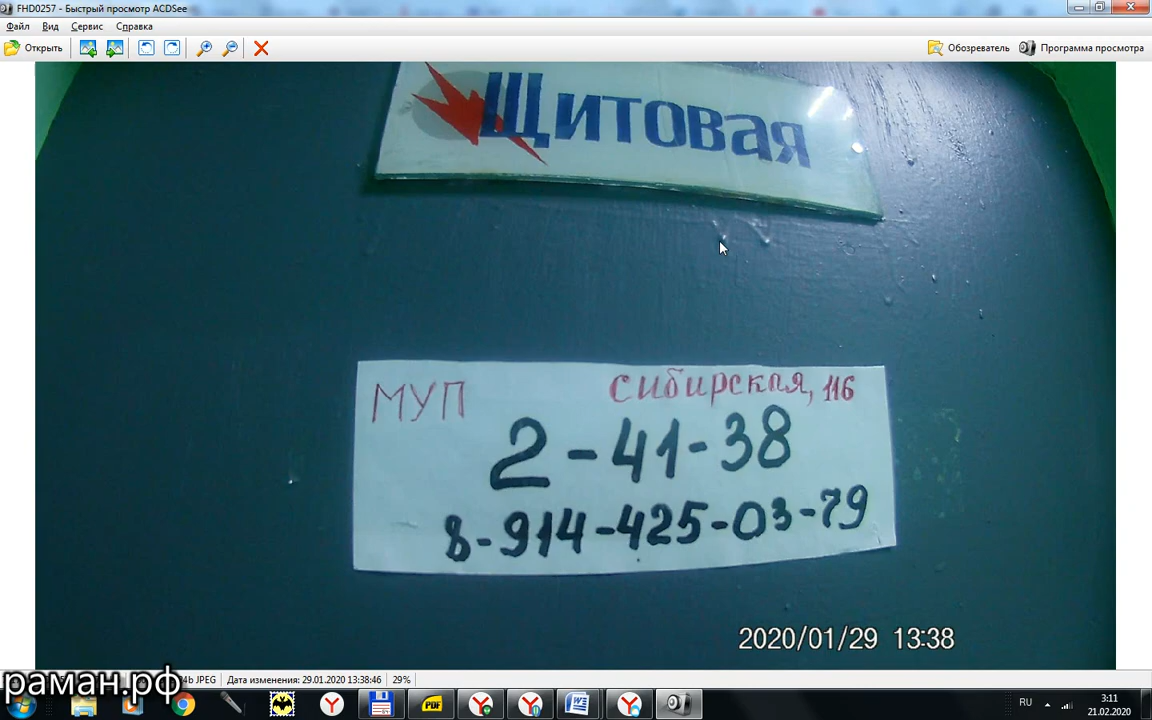 FHD0257 - Быстрый просмотр ACDSee
Файл Вид Сервис Справка
Открыть
Обозреватель Программа просмотра
Щитовая
МУП
Сибирская, 116
2-41-38
8-914-425-03-79
2020/01/29 13:38
JPEG Дата изменения: 29.01.2020 13:38:46 29%
раман.рф
PDF
RU
3:11
21.02.2020